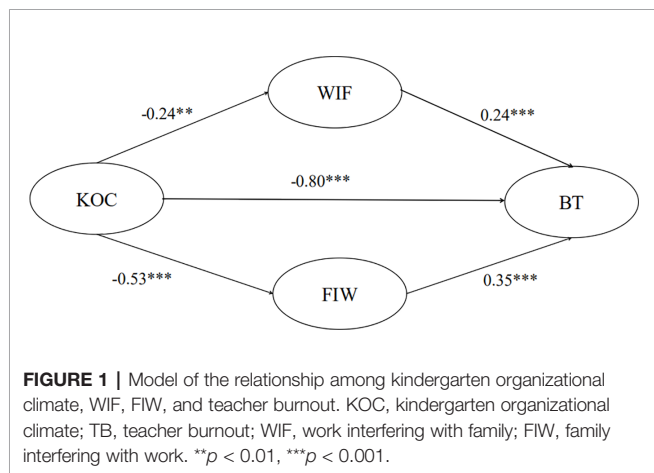 WIF
-0.24**
0.24***
-0.80***
KOC
BT
-0.53***
0.35***
FIW
FIGURE 1 | Model of the relationship among kindergarten organizational
climate, WIF, FIW, and teacher burnout. KOC, kindergarten organizational
climate; TB, teacher burnout; WIF, work interfering with family; FIW, family
interfering with work. **p < 0.01, ***p < 0.001.